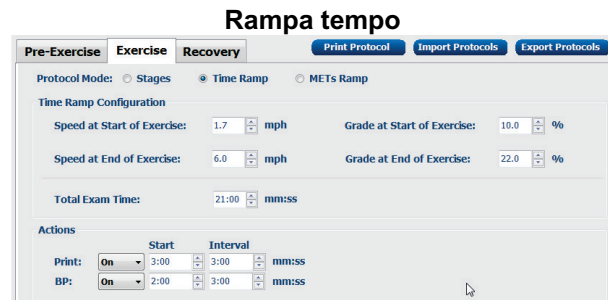 Rampa tempo
Pre-Exercise Exercise Recovery Print Protocol Import Protocols Export Protocols
Protocol Mode: Stages Time Ramp METs Ramp
Time Ramp Configuration
Speed at Start of Exercise: 1.7 mph Grade at Start of Exercise: 10.0 %
Speed at End of Exercise: 6.0 mph Grade at End of Exercise: 22.0 %
Total Exam Time: 21:00 mm:ss
Actions
Start Interval
Print: On 3:00 3:00 mm:ss
BP: On 2:00 3:00 mm:ss